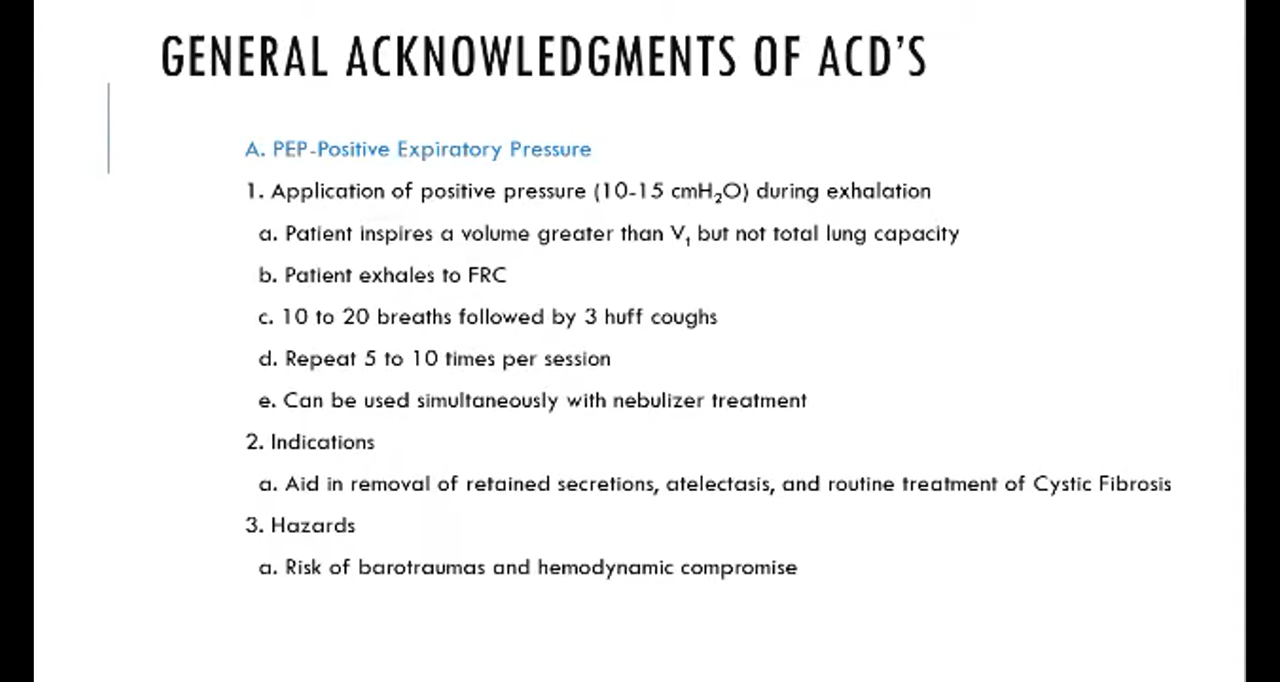 GENERAL ACKNOWLEDGMENTS OF ACD'S
A. PEP-Positive Expiratory Pressure
1. Application of positive pressure (10-15 cmH₂O) during exhalation
a. Patient inspires a volume greater than Vₜ but not total lung capacity
b. Patient exhales to FRC
c. 10 to 20 breaths followed by 3 huff coughs
d. Repeat 5 to 10 times per session
e. Can be used simultaneously with nebulizer treatment
2. Indications
a. Aid in removal of retained secretions, atelectasis, and routine treatment of Cystic Fibrosis
3. Hazards
a. Risk of barotraumas and hemodynamic compromise